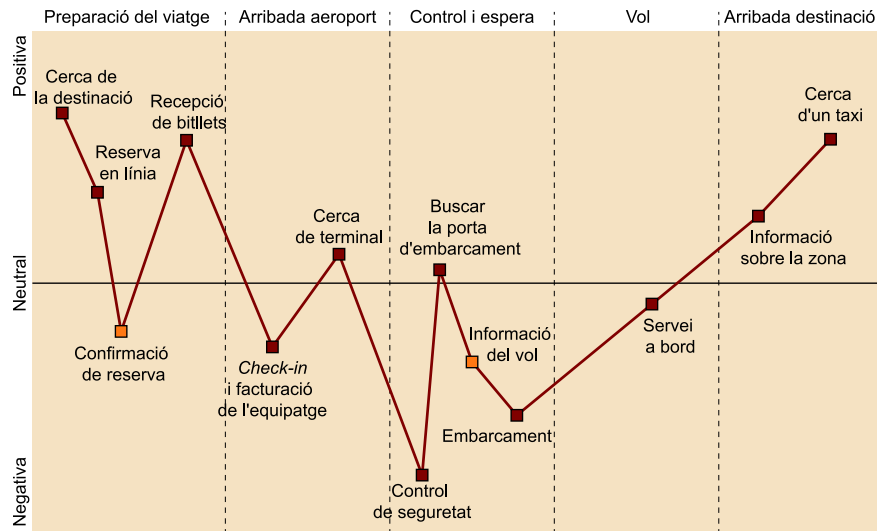 Preparació del viatge
Arribada aeroport
Control i espera
Vol
Arribada destinació
Positiva
Neutral
Negativa
Cerca de
la destinació
Reserva
en línia
Confirmació
de reserva
Recepció
de bitllets
Check-in
i facturació
de l'equipatge
Cerca
de terminal
Control
de seguretat
Buscar
la porta
d'embarcament
Informació
del vol
Embarcament
Servei
a bord
Informació
sobre la zona
Cerca
d'un taxi